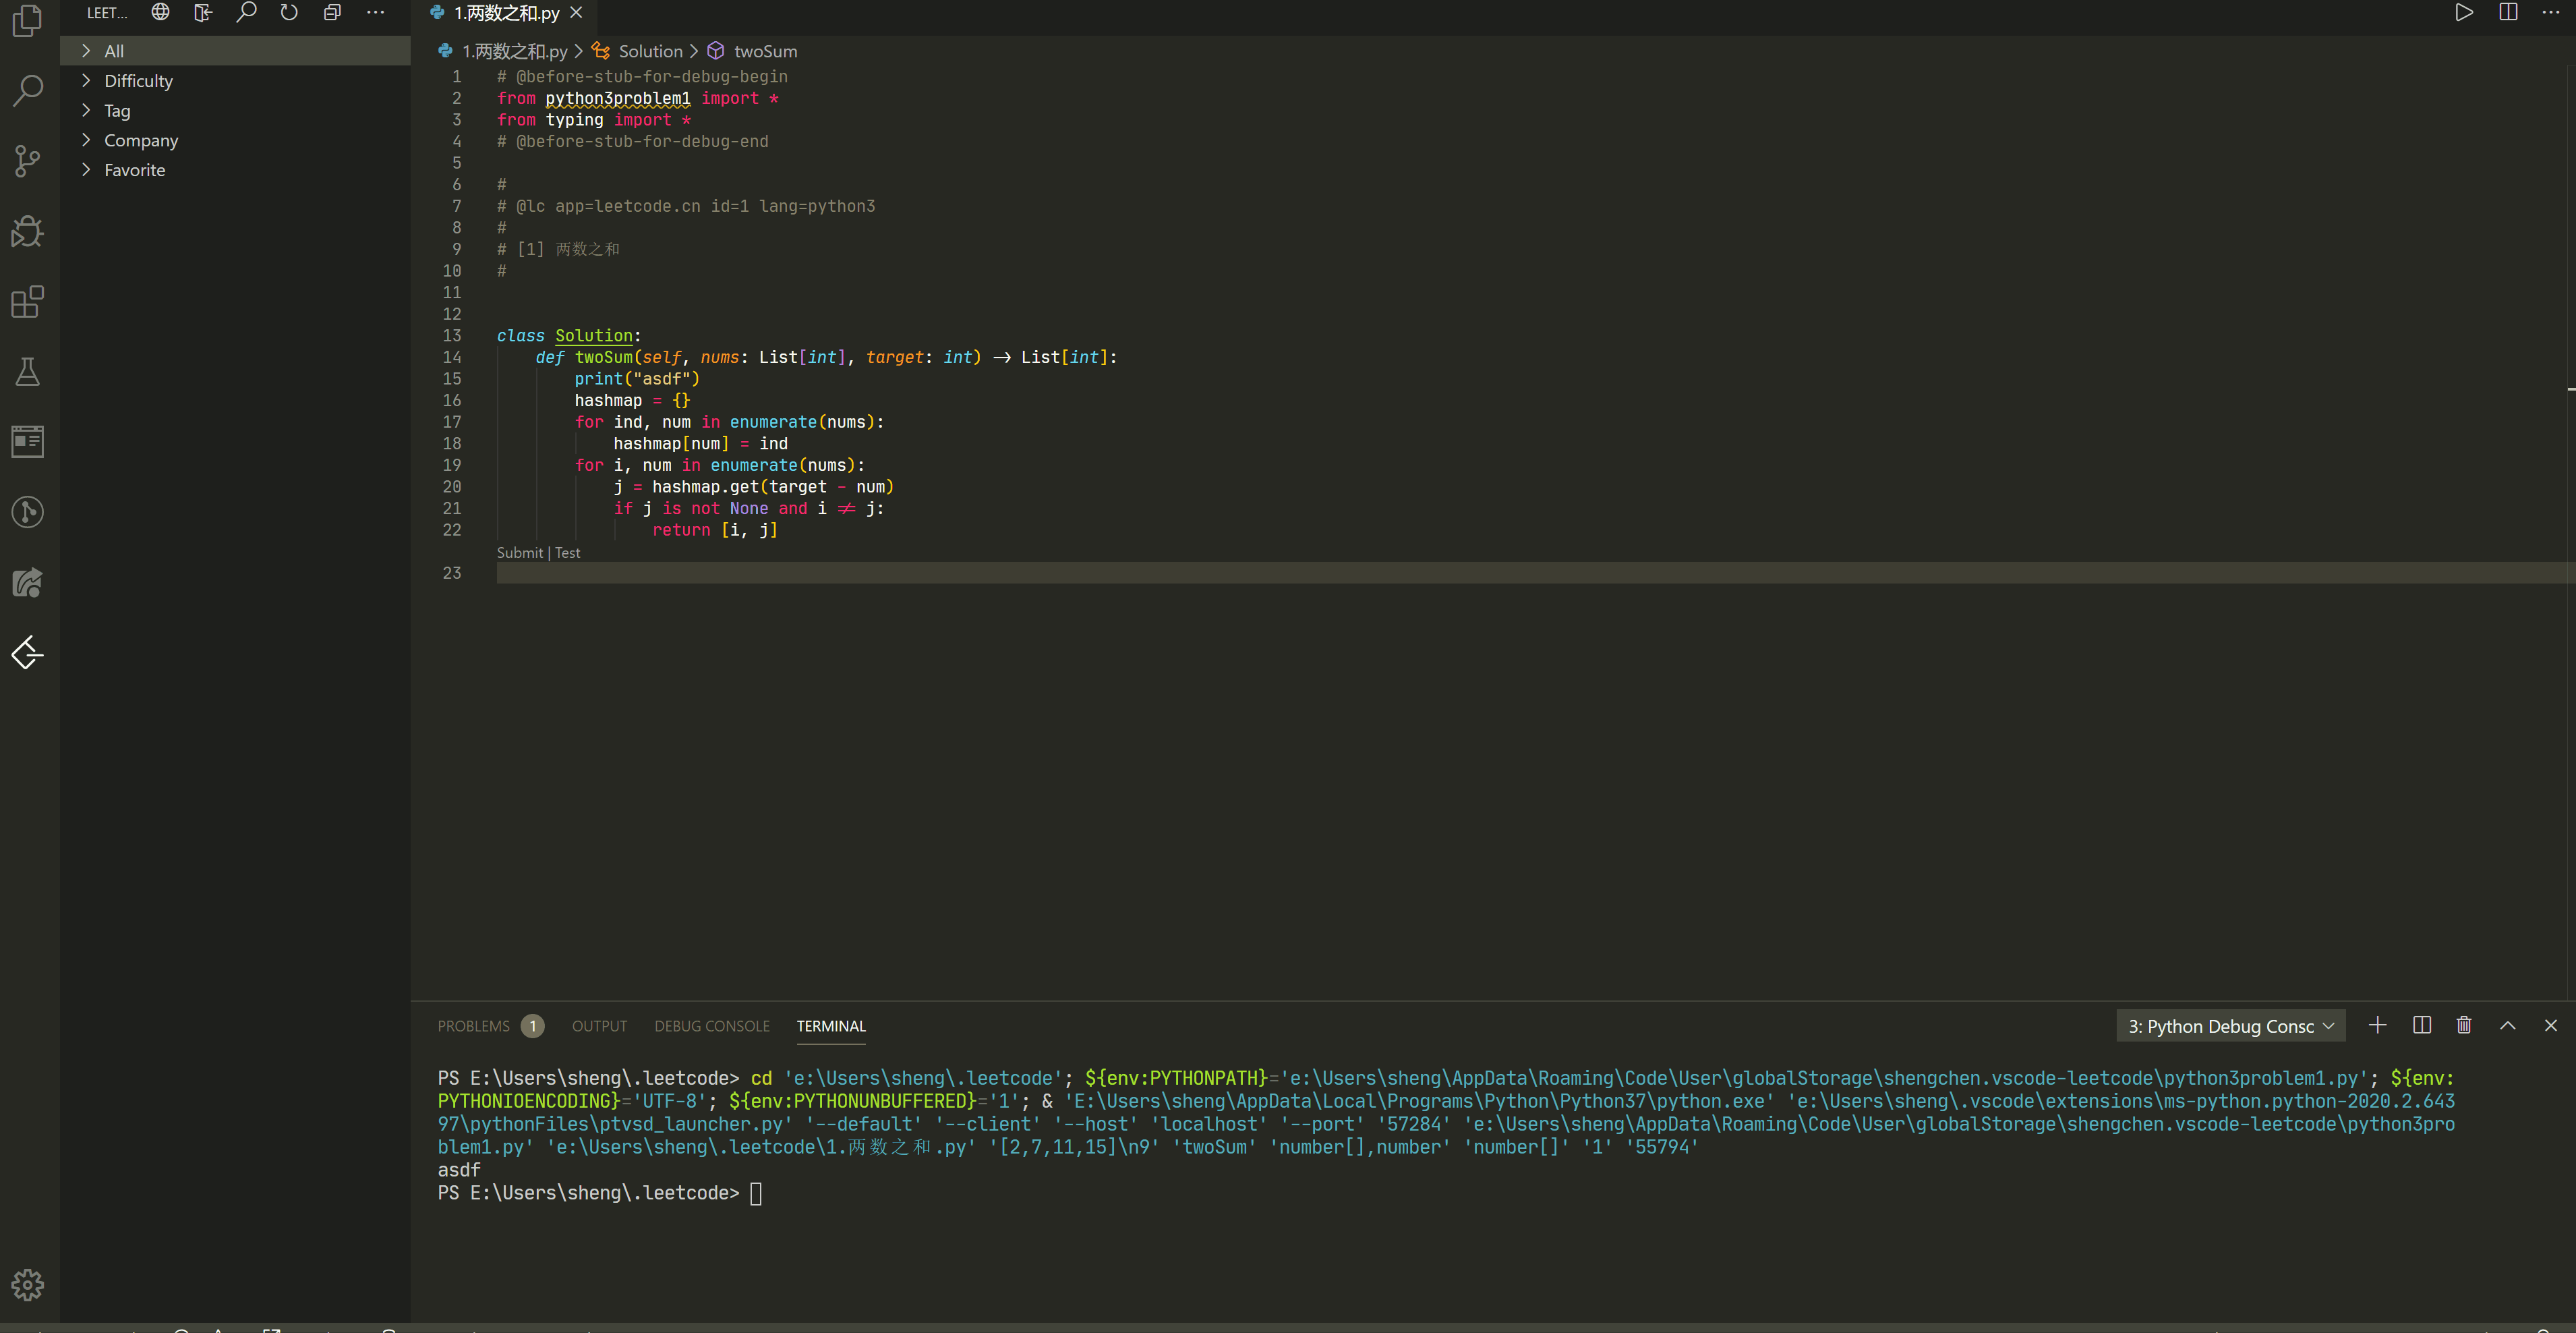 LEET...
All
Difficulty
Tag
Company
Favorite
1.两数之和.py
1.两数之和.py > Solution > twoSum
1 # @before-stub-for-debug-begin
2 from python3problem1 import *
3 from typing import *
4 # @before-stub-for-debug-end
5
6 #
7 # @lc app=leetcode.cn id=1 lang=python3
8 #
9 # [1] 两数之和
10 #
11
12
13 class Solution:
14     def twoSum(self, nums: List[int], target: int) → List[int]:
15         print("asdf")
16         hashmap = {}
17         for ind, num in enumerate(nums):
18             hashmap[num] = ind
19         for i, num in enumerate(nums):
20             j = hashmap.get(target - num)
21             if j is not None and i ≠ j:
22                 return [i, j]
Submit | Test
23
PROBLEMS 1 OUTPUT DEBUG CONSOLE TERMINAL 3: Python Debug Consc
PS E:\Users\sheng\.leetcode> cd 'e:\Users\sheng\.leetcode'; ${env:PYTHONPATH}='e:\Users\sheng\AppData\Roaming\Code\User\globalStorage\shengchen.vscode-leetcode\python3problem1.py'; ${env:
PYTHONIOENCODING}='UTF-8'; ${env:PYTHONUNBUFFERED}='1'; & 'E:\Users\sheng\AppData\Local\Programs\Python\Python37\python.exe' 'e:\Users\sheng\.vscode\extensions\ms-python.python-2020.2.643
97\pythonFiles\ptvsd_launcher.py' '--default' '--client' '--host' 'localhost' '--port' '57284' 'e:\Users\sheng\AppData\Roaming\Code\User\globalStorage\shengchen.vscode-leetcode\python3pro
blem1.py' 'e:\Users\sheng\.leetcode\1.两数之和.py' '[2,7,11,15]\n9' 'twoSum' 'number[],number' 'number[]' '1' '55794'
asdf
PS E:\Users\sheng\.leetcode>